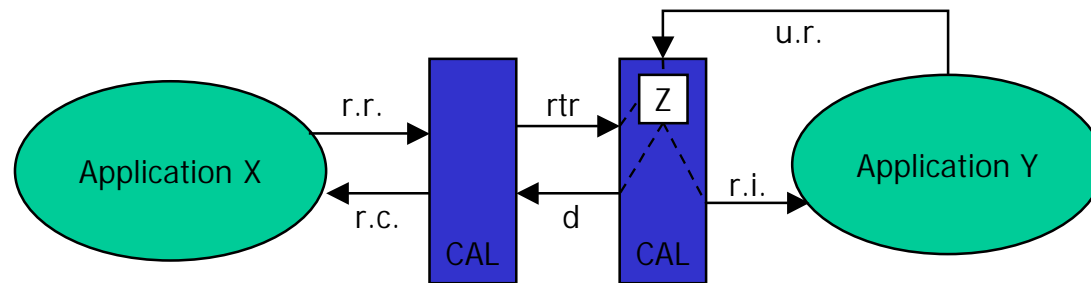 u.r.
r.r.
rtr
Z
Application X
Application Y
r.c.
d
r.i.
CAL
CAL